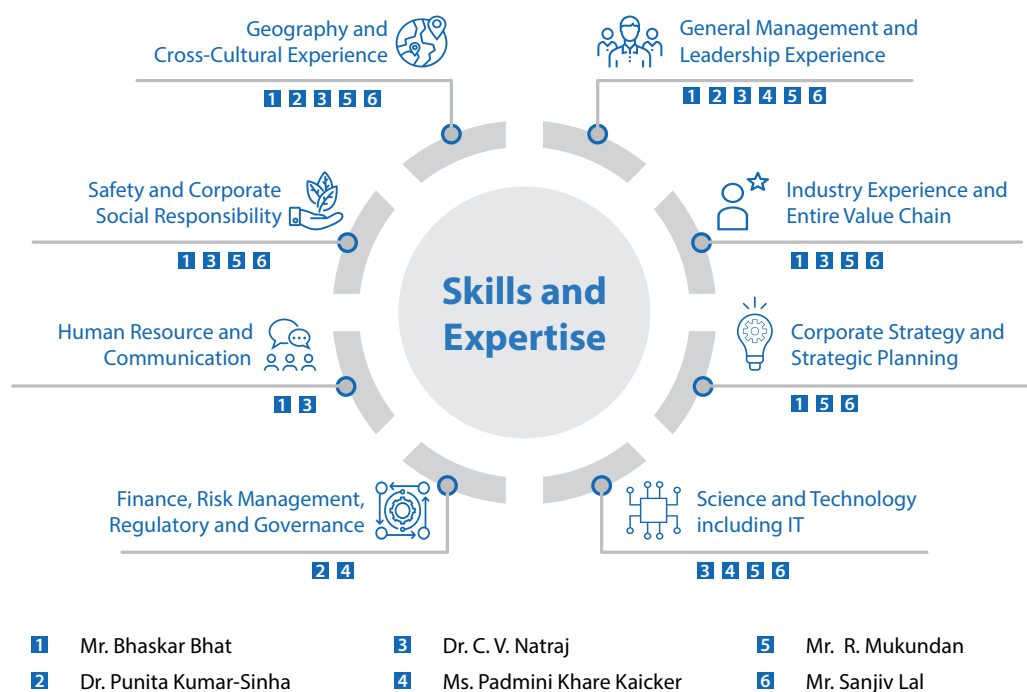 Geography and
Cross-Cultural Experience
1 2 3 5 6
General Management and
Leadership Experience
1 2 3 4 5 6
Safety and Corporate
Social Responsibility
1 3 5 6
Industry Experience and
Entire Value Chain
1 3 5 6
Skills and
Expertise
Human Resource and
Communication
1 3
Corporate Strategy and
Strategic Planning
1 5 6
Finance, Risk Management,
Regulatory and Governance
2 4
Science and Technology
including IT
3 4 5 6
1 Mr. Bhaskar Bhat
3 Dr. C. V. Natraj
5 Mr. R. Mukundan
2 Dr. Punita Kumar-Sinha
4 Ms. Padmini Khare Kaicker
6 Mr. Sanjiv Lal